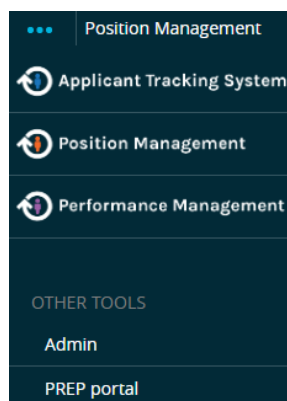 Position Management
Applicant Tracking System
Position Management
Performance Management
OTHER TOOLS
Admin
PREP portal